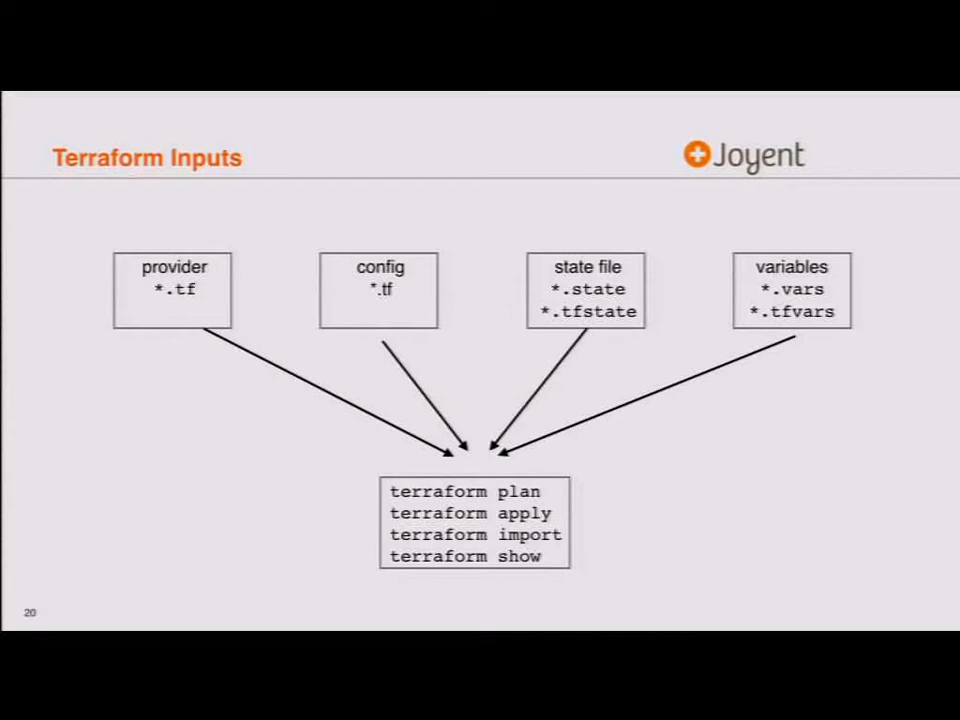 Terraform Inputs
Joyent
provider
*.tf
config
*.tf
state file
*.state
*.tfstate
variables
*.vars
*.tfvars
terraform plan
terraform apply
terraform import
terraform show
20